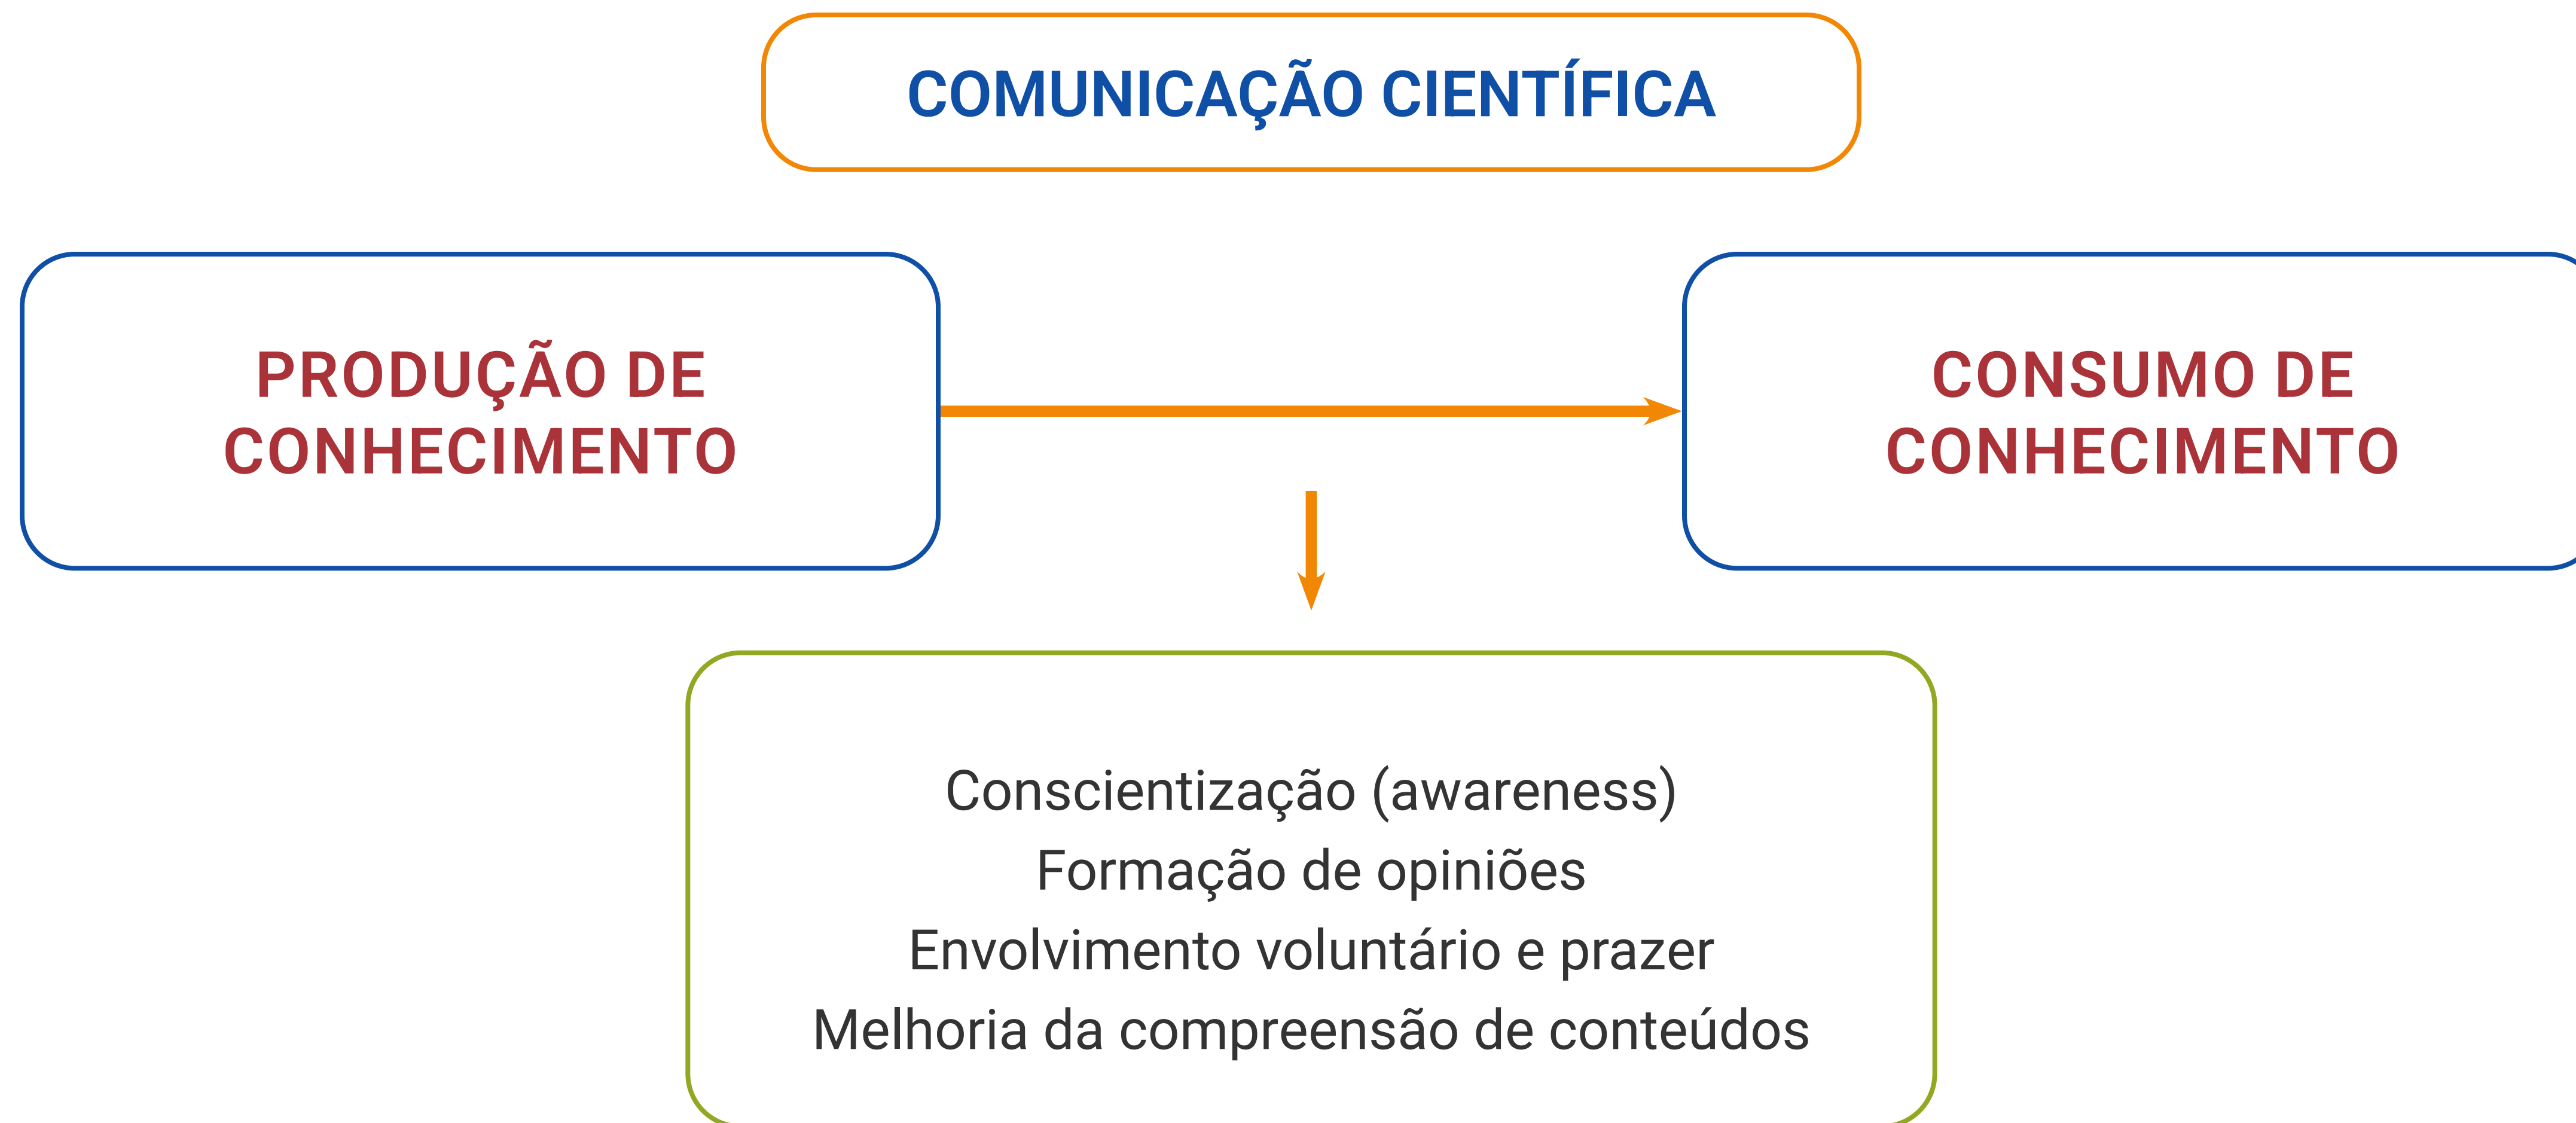 COMUNICAÇÃO CIENTÍFICA
PRODUÇÃO DE
CONHECIMENTO
CONSUMO DE
CONHECIMENTO
Conscientização (awareness)
Formação de opiniões
Envolvimento voluntário e prazer
Melhoria da compreensão de conteúdos